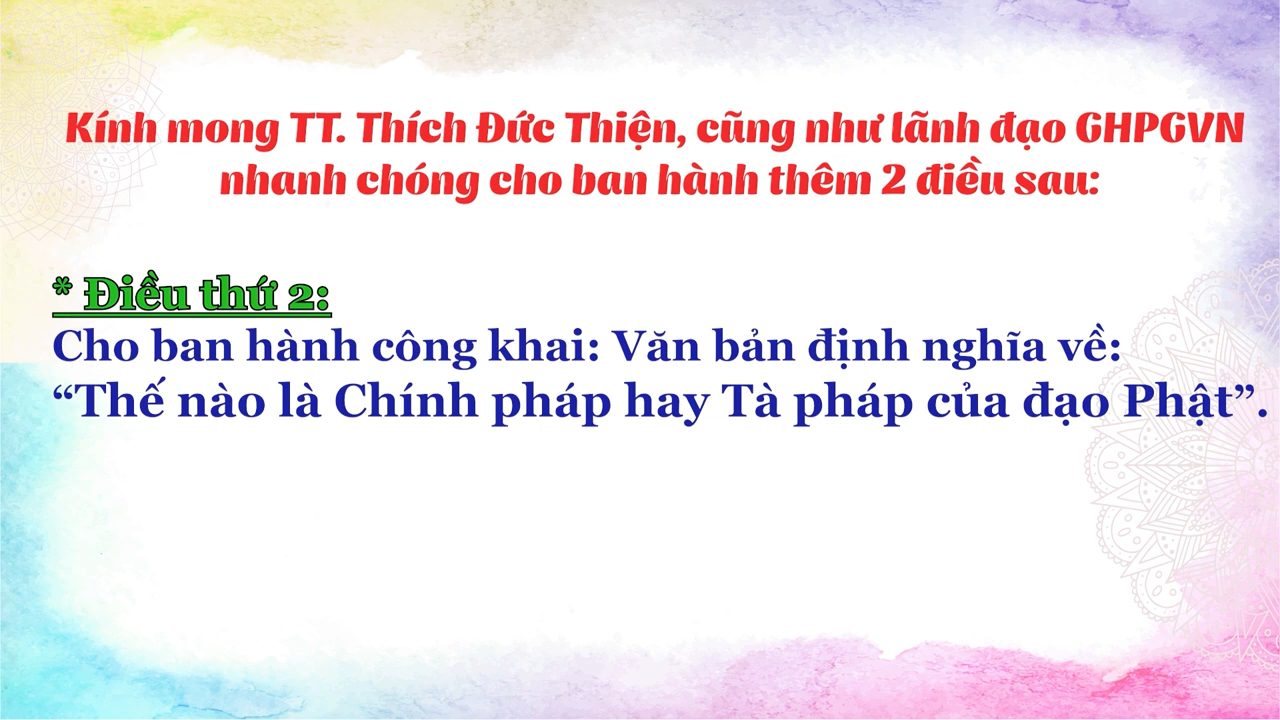 Kính mong TT. Thích Đức Thiện, cũng như lãnh đạo GHPGVN
nhanh chóng cho ban hành thêm 2 điều sau:
* Điều thứ 2:
Cho ban hành công khai: Văn bản định nghĩa về:
“Thế nào là Chính pháp hay Tà pháp của đạo Phật”.